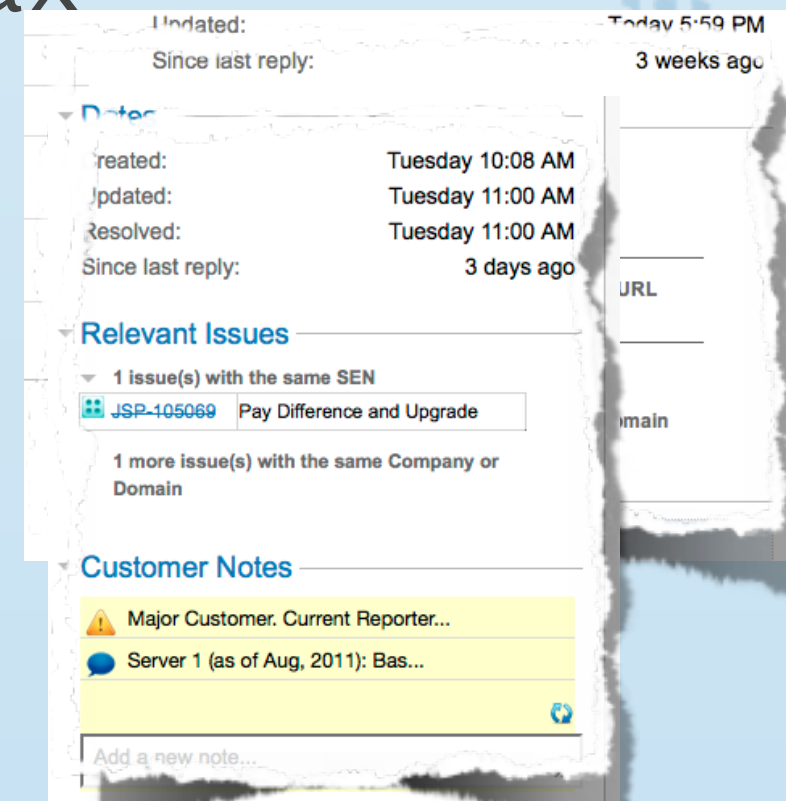 Updated: Today 5:59 PM
Since last reply: 3 weeks ago
Dates
Created: Tuesday 10:08 AM
Updated: Tuesday 11:00 AM
Resolved: Tuesday 11:00 AM
Since last reply: 3 days ago
URL
Relevant Issues
1 issue(s) with the same SEN
JSP-105069 Pay Difference and Upgrade
main
1 more issue(s) with the same Company or
Domain
Customer Notes
Major Customer. Current Reporter...
Server 1 (as of Aug, 2011): Bas...
Add a new note...